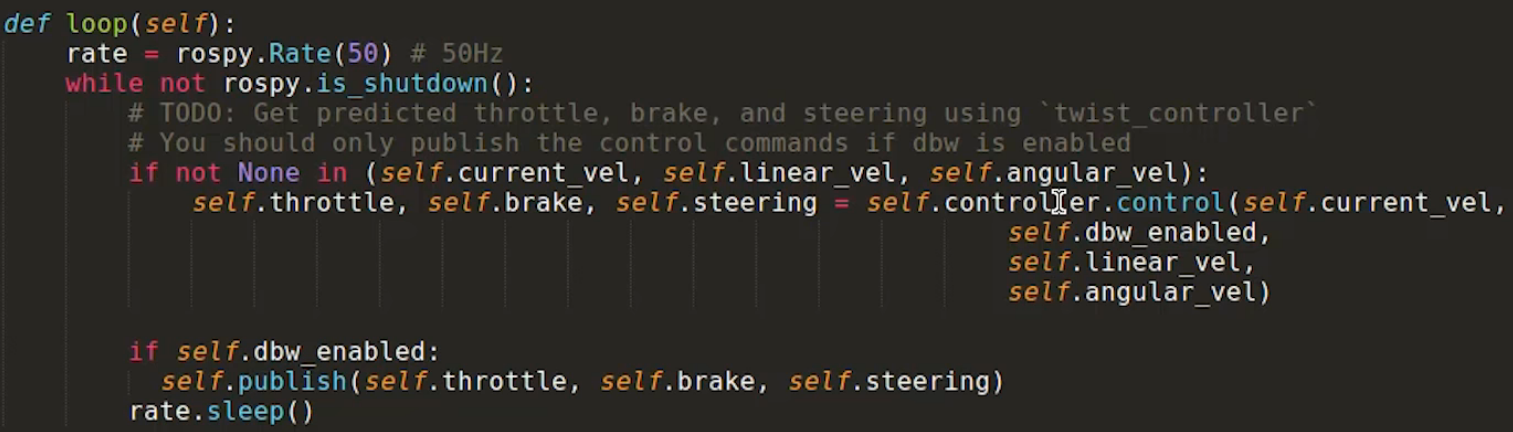 def loop(self):
    rate = rospy.Rate(50) # 50Hz
    while not rospy.is_shutdown():
        # TODO: Get predicted throttle, brake, and steering using `twist_controller`
        # You should only publish the control commands if dbw is enabled
        if not None in (self.current_vel, self.linear_vel, self.angular_vel):
            self.throttle, self.brake, self.steering = self.controller.control(self.current_vel,
                                                                self.dbw_enabled,
                                                                self.linear_vel,
                                                                self.angular_vel)
        if self.dbw_enabled:
          self.publish(self.throttle, self.brake, self.steering)
        rate.sleep()